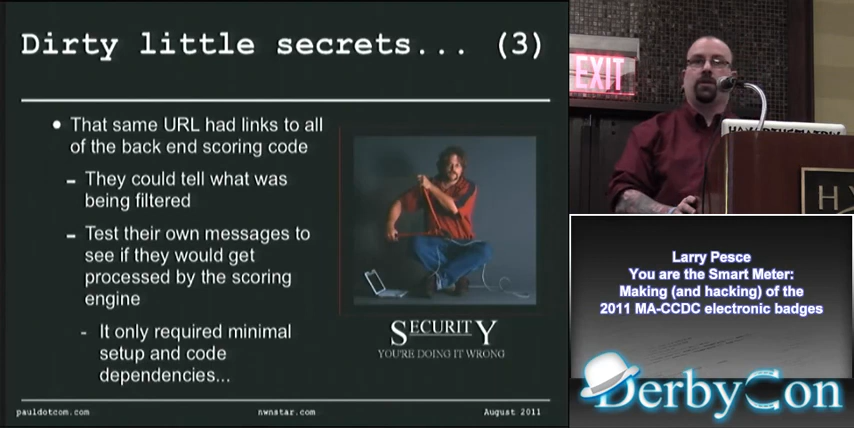 Dirty little secrets... (3)
• That same URL had links to all
of the back end scoring code
– They could tell what was
being filtered
– Test their own messages to
see if they would get
processed by the scoring
engine
- It only required minimal
setup and code
dependencies...
SECURITY
YOU'RE DOING IT WRONG
pauldotcom.com
nwnstar.com
August 2011
EXIT
HY
Larry Pesce
You are the Smart Meter:
Making (and hacking) of the
2011 MA-CCDC electronic badges
DerbyCon